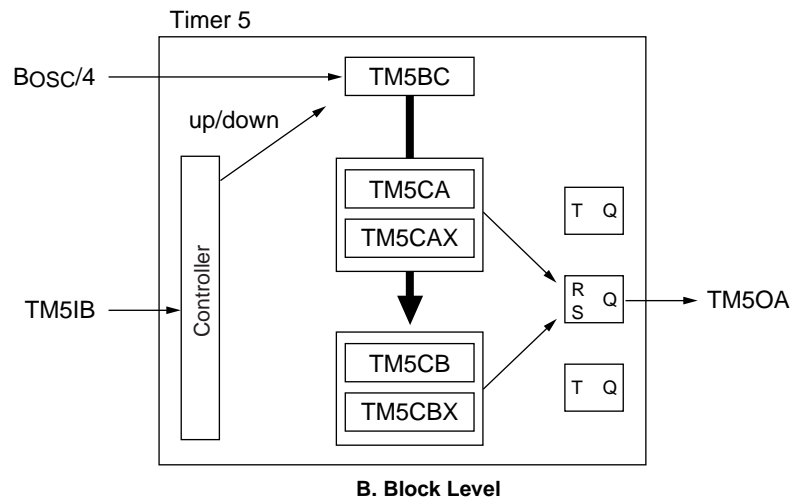 Timer 5
BOSC/4
TM5BC
up/down
TM5CA
TM5CAX
T Q
Controller
TM5IB
R
S
Q
TM5OA
TM5CB
TM5CBX
T Q
B. Block Level